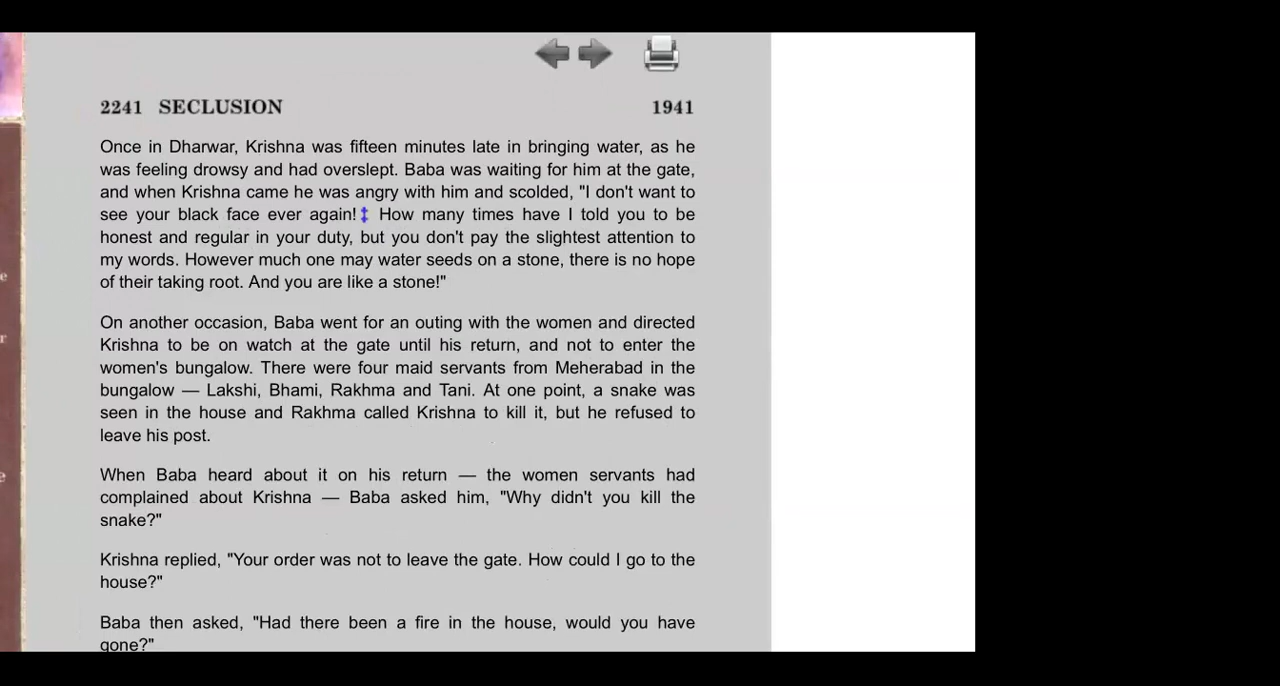 2241 SECLUSION 1941
Once in Dharwar, Krishna was fifteen minutes late in bringing water, as he
was feeling drowsy and had overslept. Baba was waiting for him at the gate,
and when Krishna came he was angry with him and scolded, "I don't want to
see your black face ever again!‡ How many times have I told you to be
honest and regular in your duty, but you don't pay the slightest attention to
my words. However much one may water seeds on a stone, there is no hope
of their taking root. And you are like a stone!"
On another occasion, Baba went for an outing with the women and directed
Krishna to be on watch at the gate until his return, and not to enter the
women's bungalow. There were four maid servants from Meherabad in the
bungalow — Lakshi, Bhami, Rakhma and Tani. At one point, a snake was
seen in the house and Rakhma called Krishna to kill it, but he refused to
leave his post.
When Baba heard about it on his return — the women servants had
complained about Krishna — Baba asked him, "Why didn't you kill the
snake?"
Krishna replied, "Your order was not to leave the gate. How could I go to the
house?"
Baba then asked, "Had there been a fire in the house, would you have
gone?"